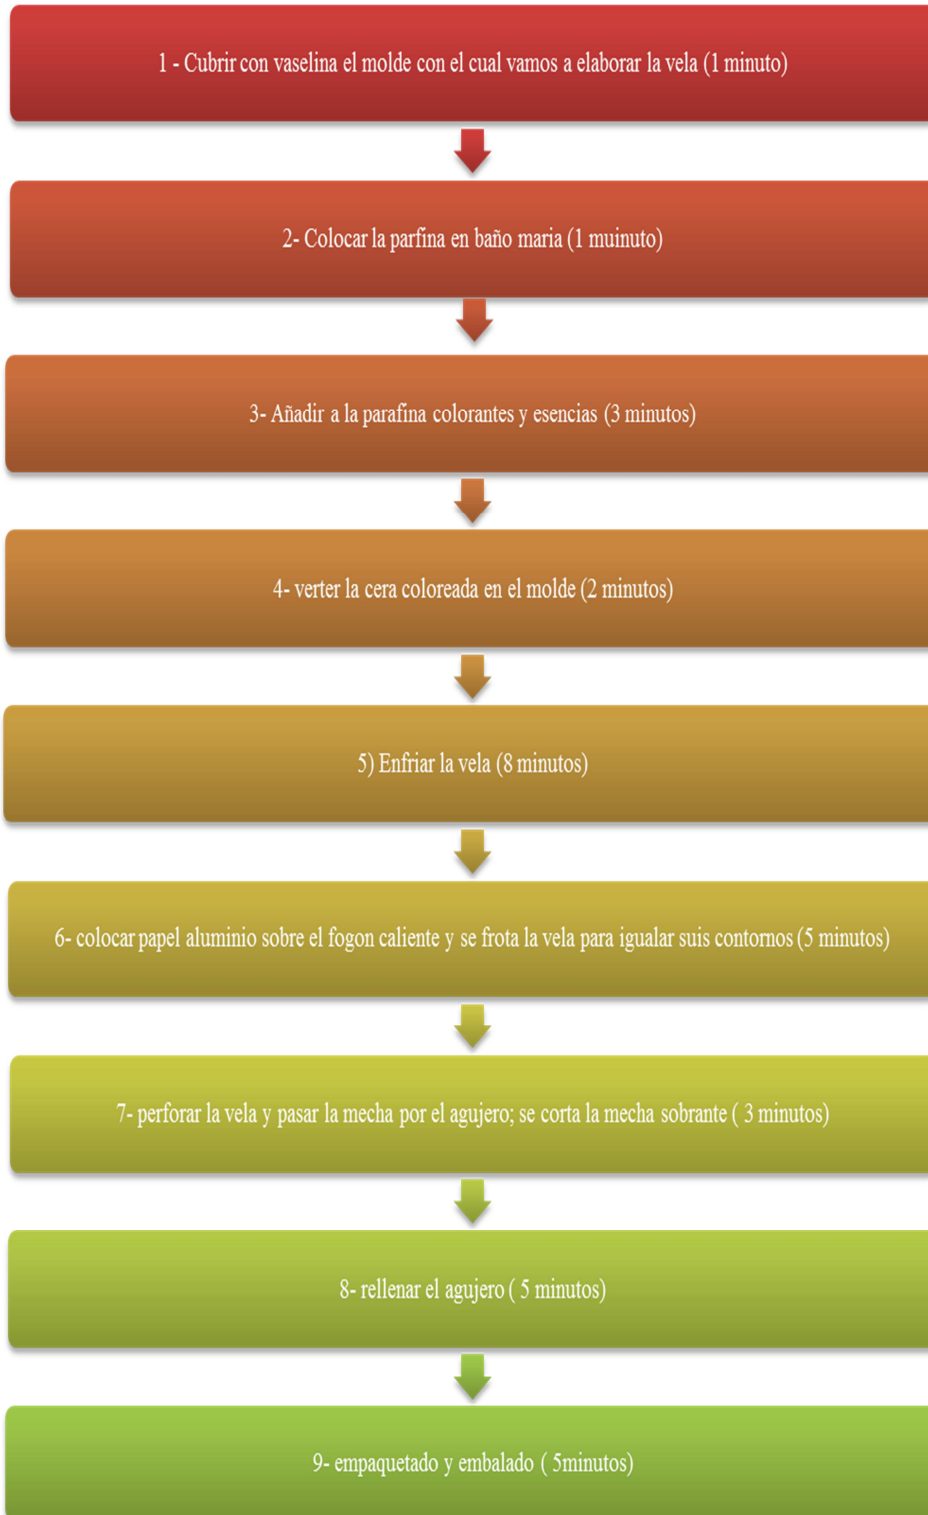 1 - Cubrir con vaselina el molde con el cual vamos a elaborar la vela (1 minuto)
2- Colocar la parfina en baño maria (1 muinuto)
3- Añadir a la parafina colorantes y esencias (3 minutos)
4- verter la cera coloreada en el molde (2 minutos)
5) Enfriar la vela (8 minutos)
6- colocar papel aluminio sobre el fogon caliente y se frota la vela para igualar suis contornos (5 minutos)
7- perforar la vela y pasar la mecha por el agujero; se corta la mecha sobrante ( 3 minutos)
8- rellenar el agujero ( 5 minutos)
9- empaquetado y embalado ( 5minutos)